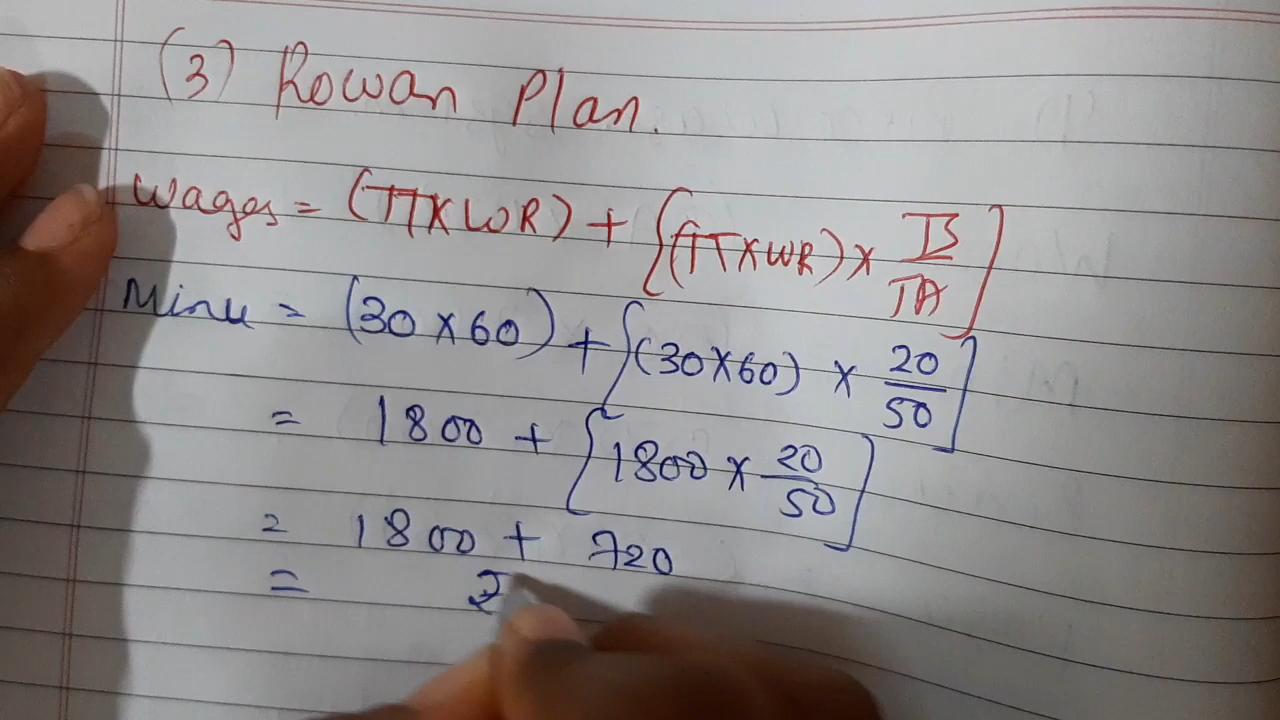 (3) Rowan Plan.
Wages = (TT X WR) + [(TT X WR) X TS/TA]
Minu = (30 X 60) + [(30 X 60) X 20/50]
= 1800 + [1800 X 20/50]
= 1800 + 720
= ₹